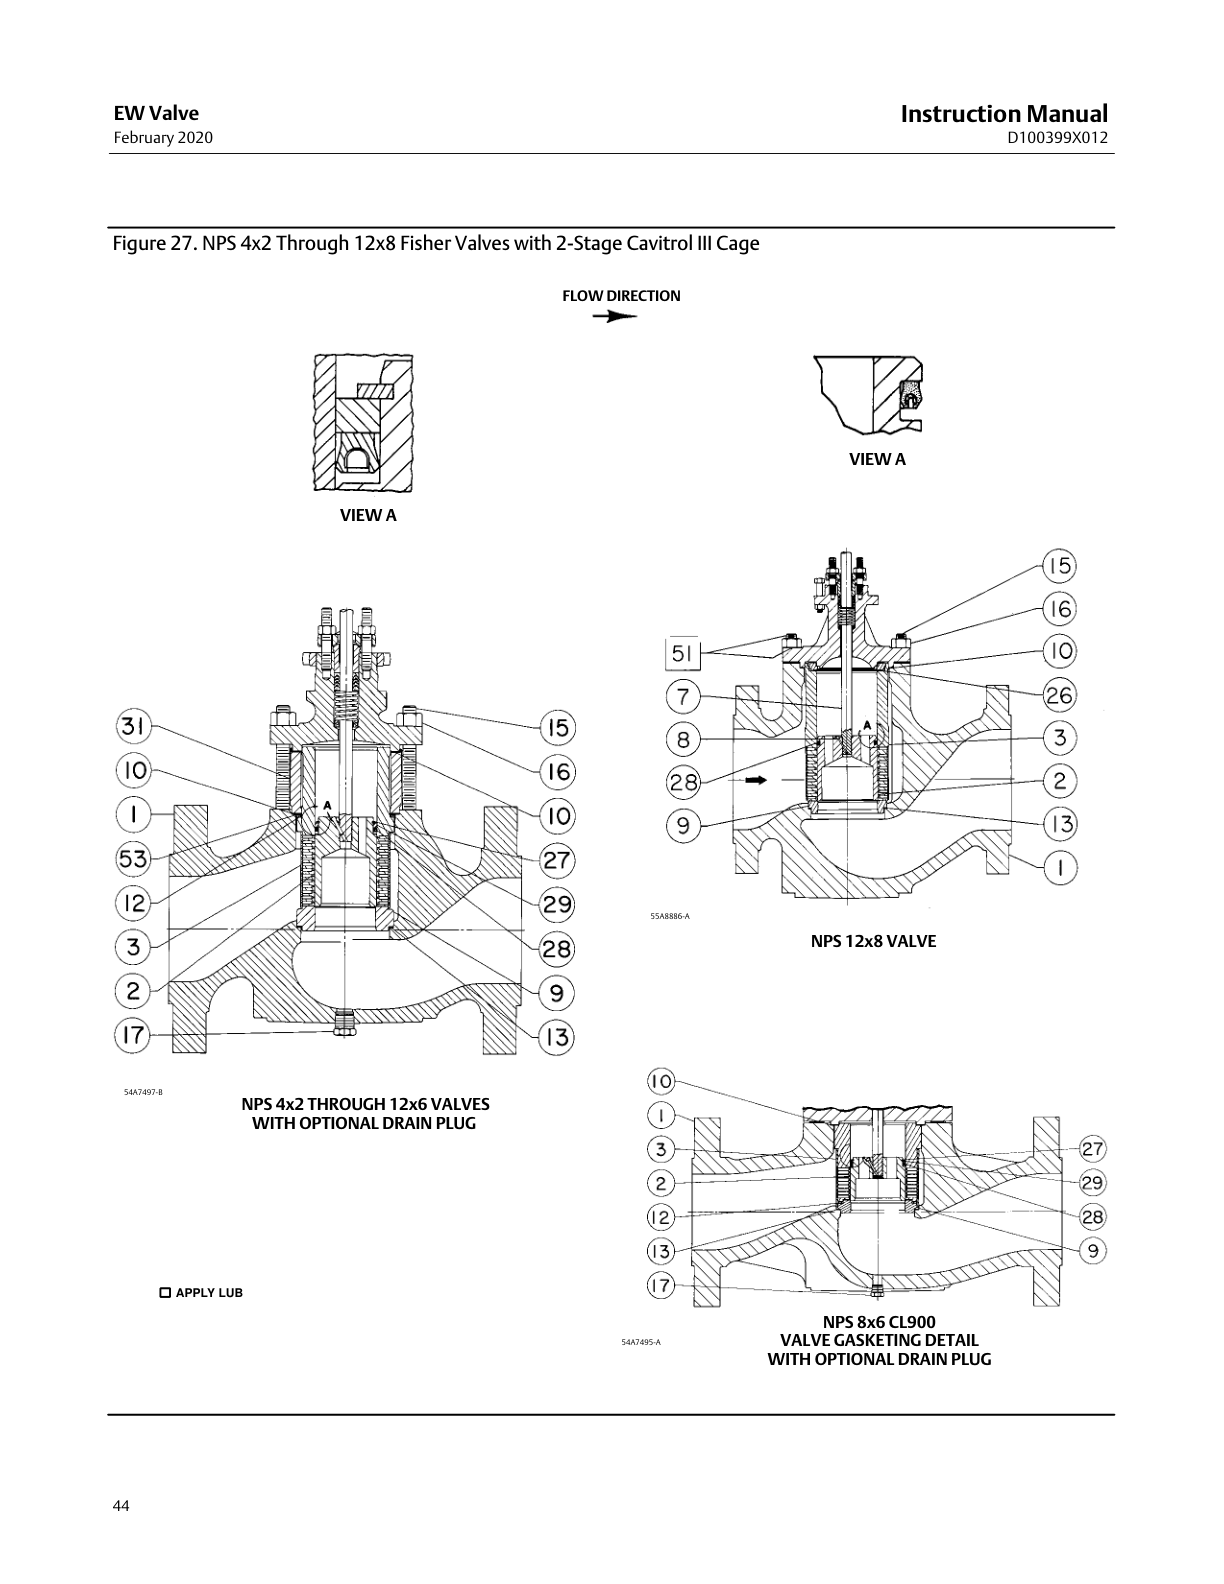 EW Valve
February 2020
Instruction Manual
D100399X012
Figure 27. NPS 4x2 Through 12x8 Fisher Valves with 2-Stage Cavitrol III Cage
FLOW DIRECTION
VIEW A
VIEW A
31
10
1
53
12
3
2
17
A
15
16
10
27
29
28
9
13
54A7497-B
NPS 4x2 THROUGH 12x6 VALVES
WITH OPTIONAL DRAIN PLUG
51
7
8
28
9
A
15
16
10
26
3
2
13
1
55A8886-A
NPS 12x8 VALVE
10
1
3
2
12
13
17
27
29
28
9
54A7495-A
NPS 8x6 CL900
VALVE GASKETING DETAIL
WITH OPTIONAL DRAIN PLUG
APPLY LUB
44